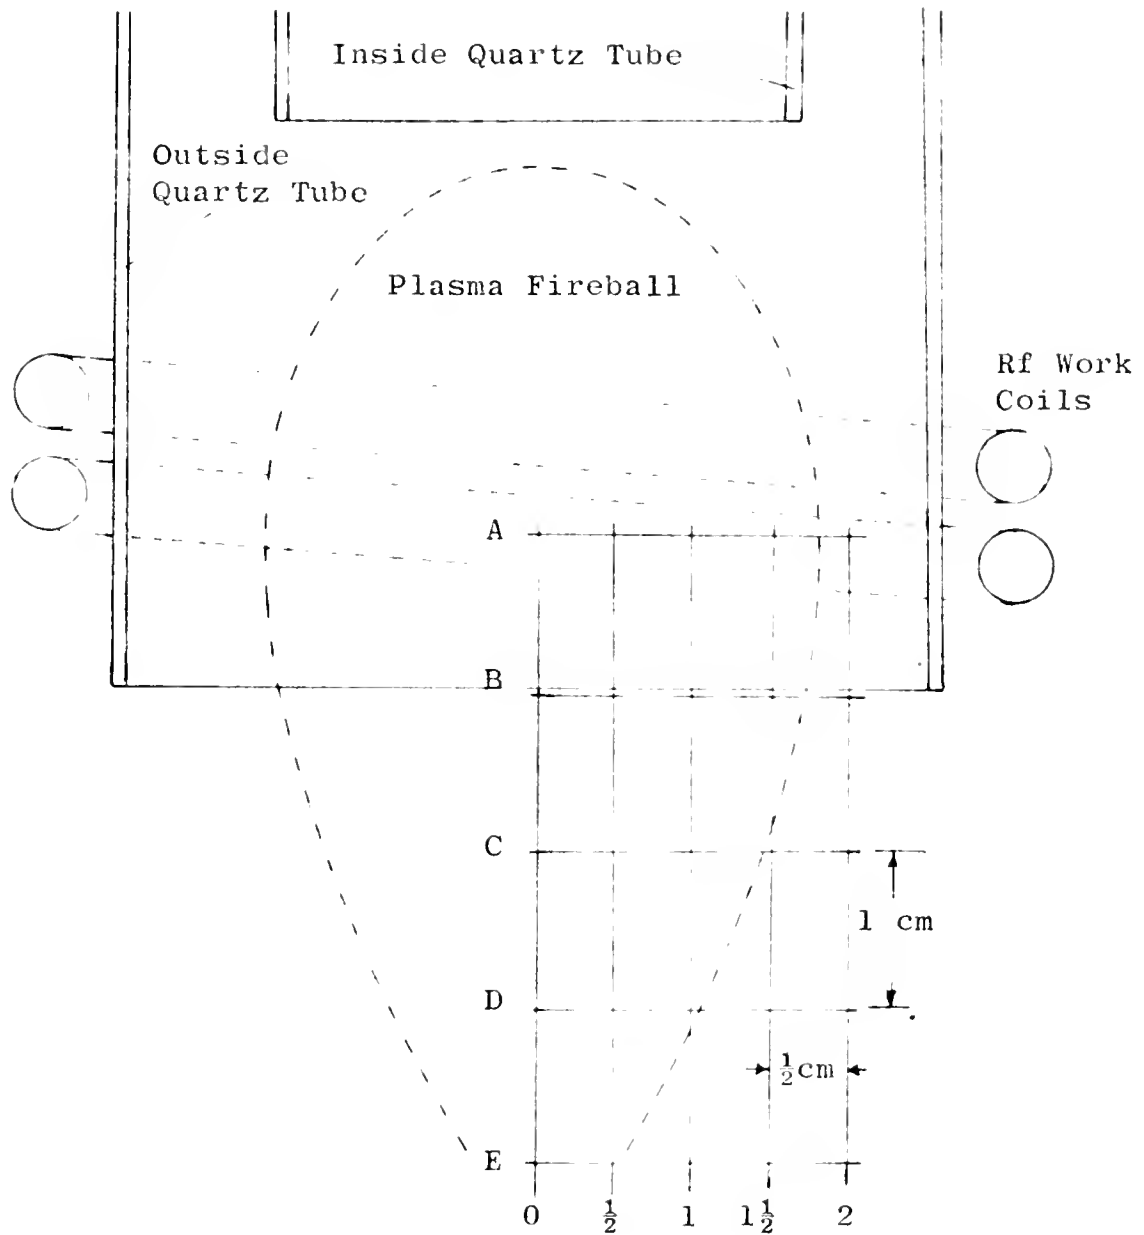 Inside Quartz Tube
Outside
Quartz Tube
Plasma Fireball
Rf Work
Coils
A
B
C
1 cm
D
½cm
E
0 ½ 1 1½ 2